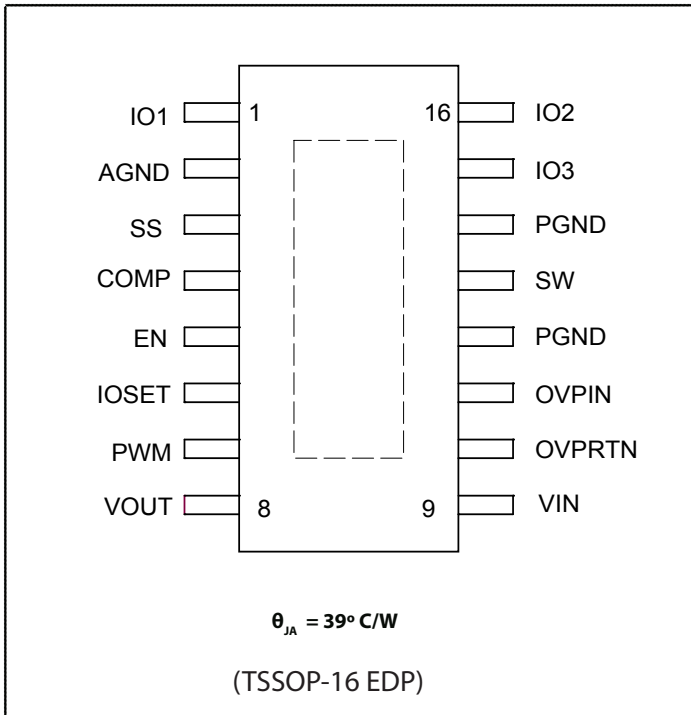 IO1 1 16 IO2
AGND IO3
SS PGND
COMP SW
EN PGND
IOSET OVPIN
PWM OVPRTN
VOUT 8 9 VIN
θJA = 39º C/W
(TSSOP-16 EDP)